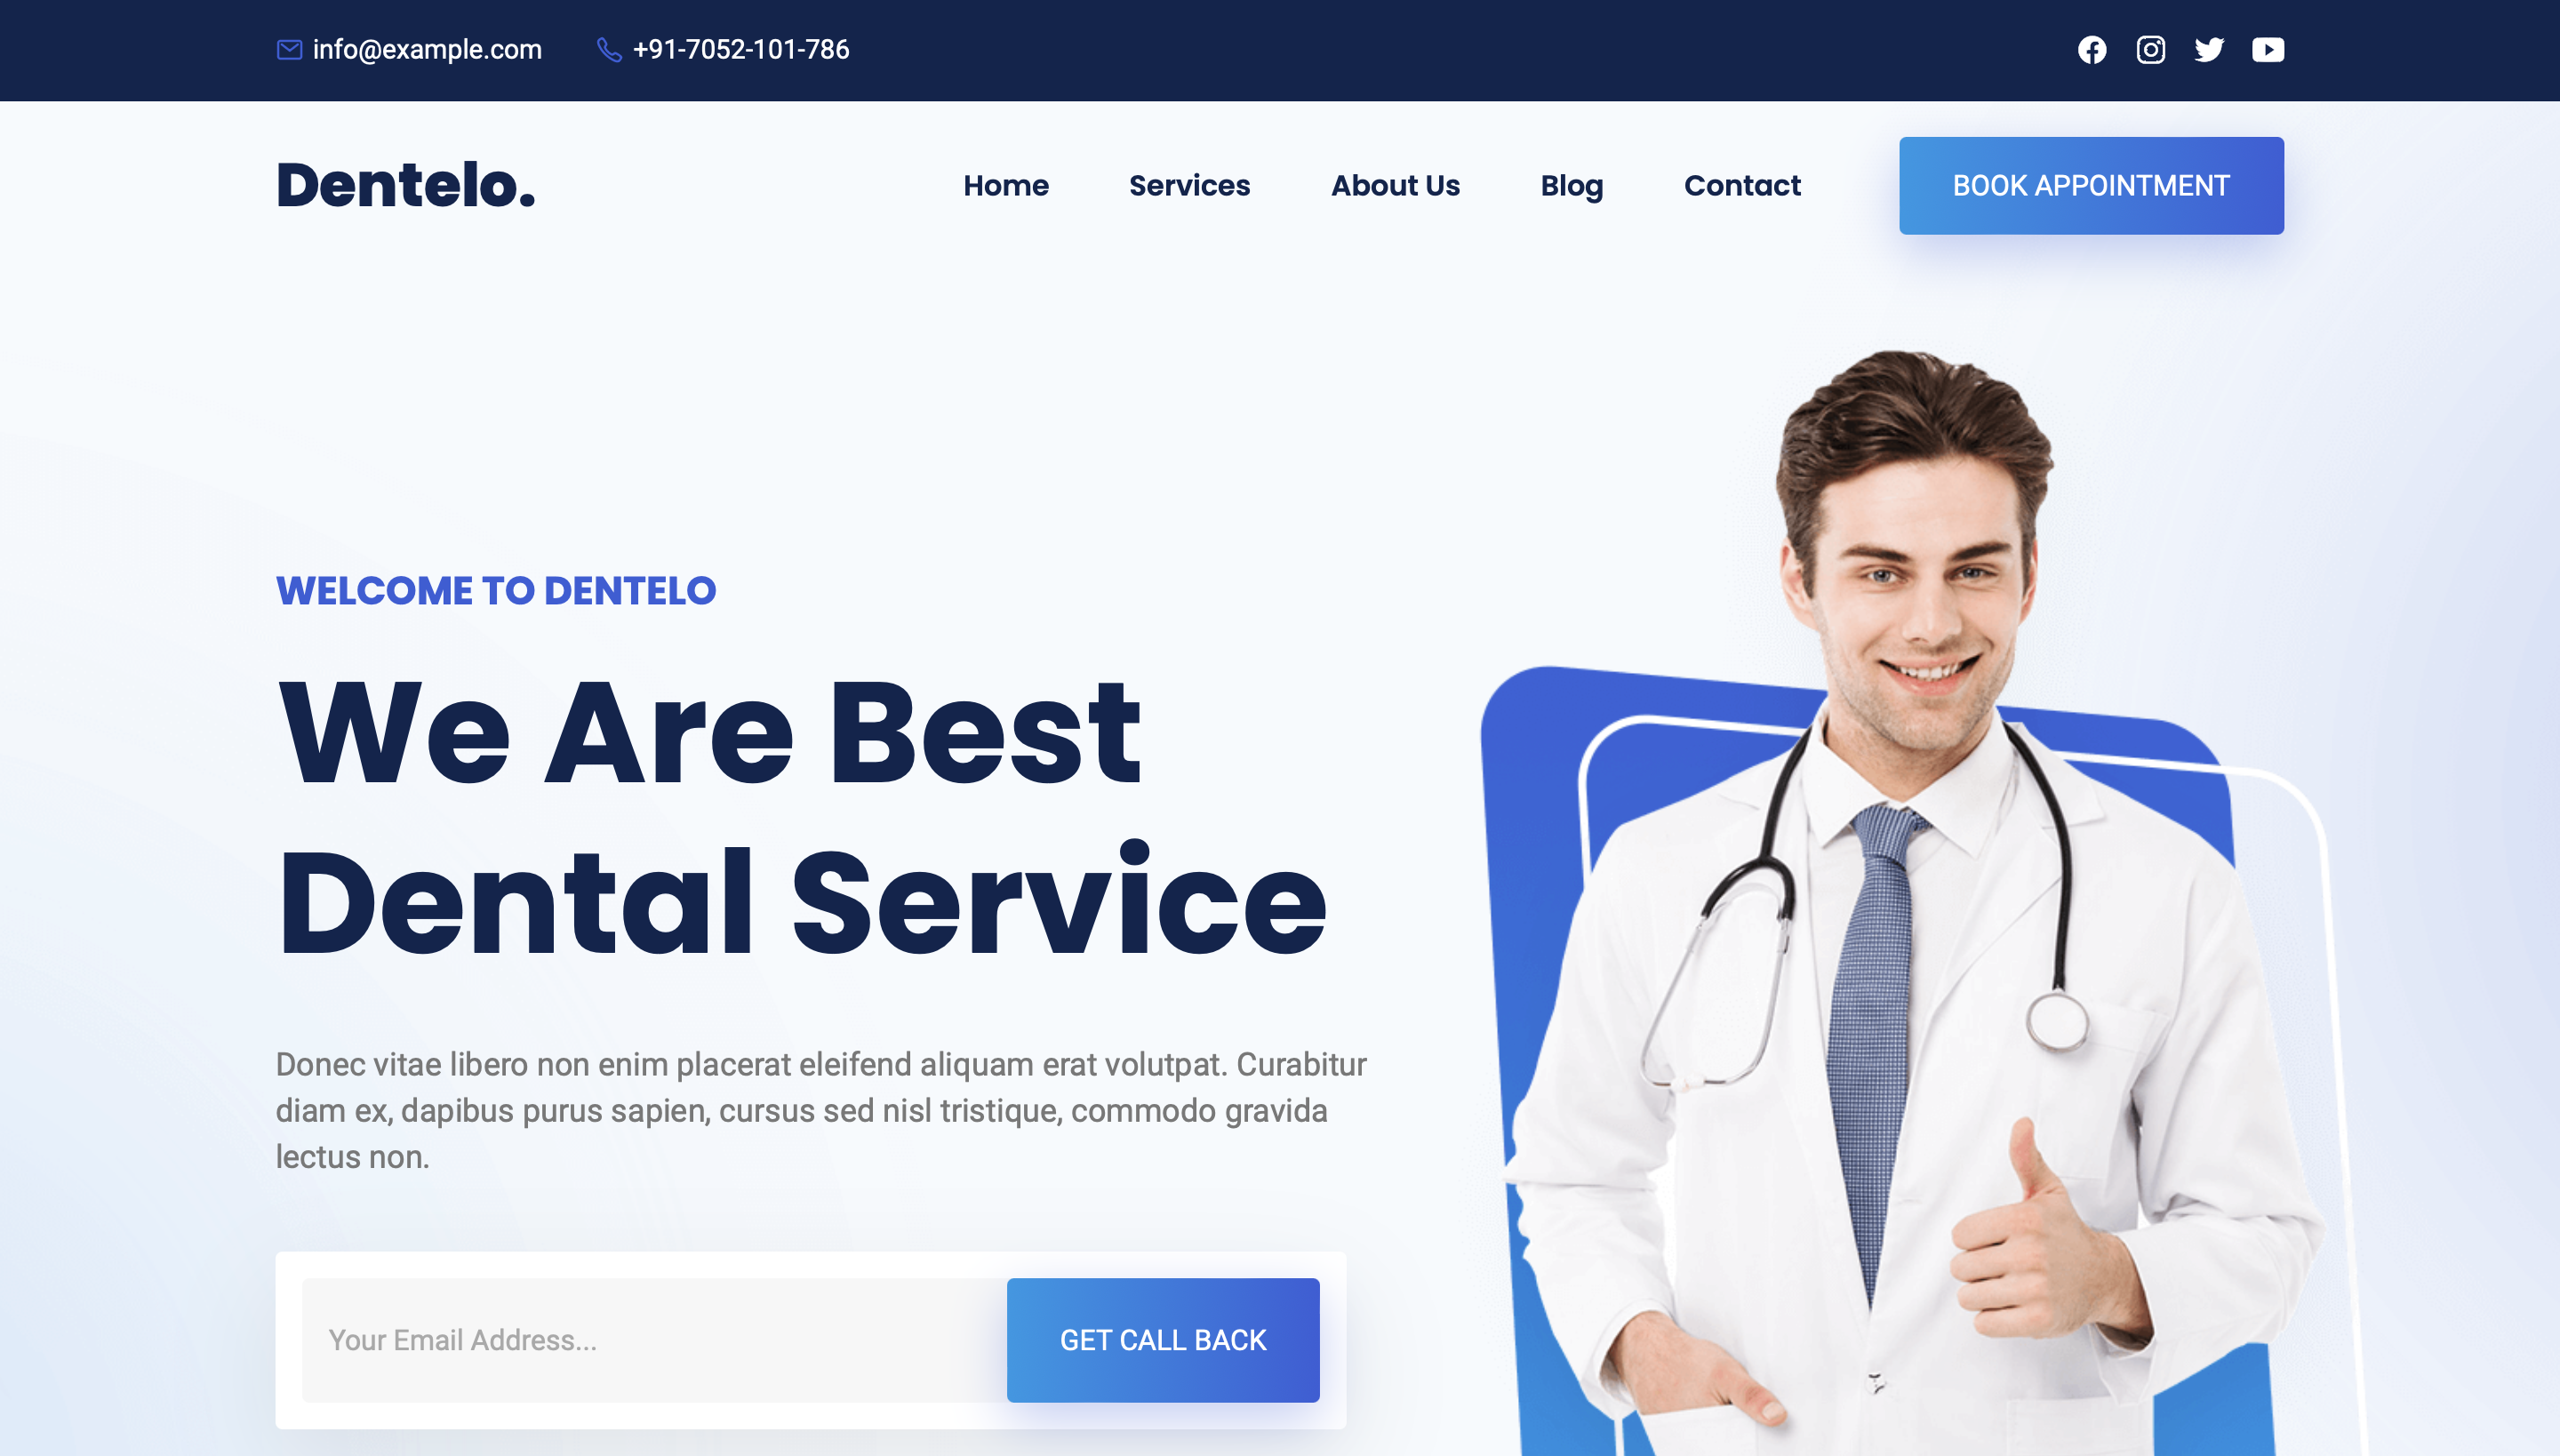 info@example.com
+91-7052-101-786
Dentelo.
Home
Services
About Us
Blog
Contact
BOOK APPOINTMENT
WELCOME TO DENTELO
We Are Best
Dental Service
Donec vitae libero non enim placerat eleifend aliquam erat volutpat. Curabitur
diam ex, dapibus purus sapien, cursus sed nisl tristique, commodo gravida
lectus non.
Your Email Address...
GET CALL BACK